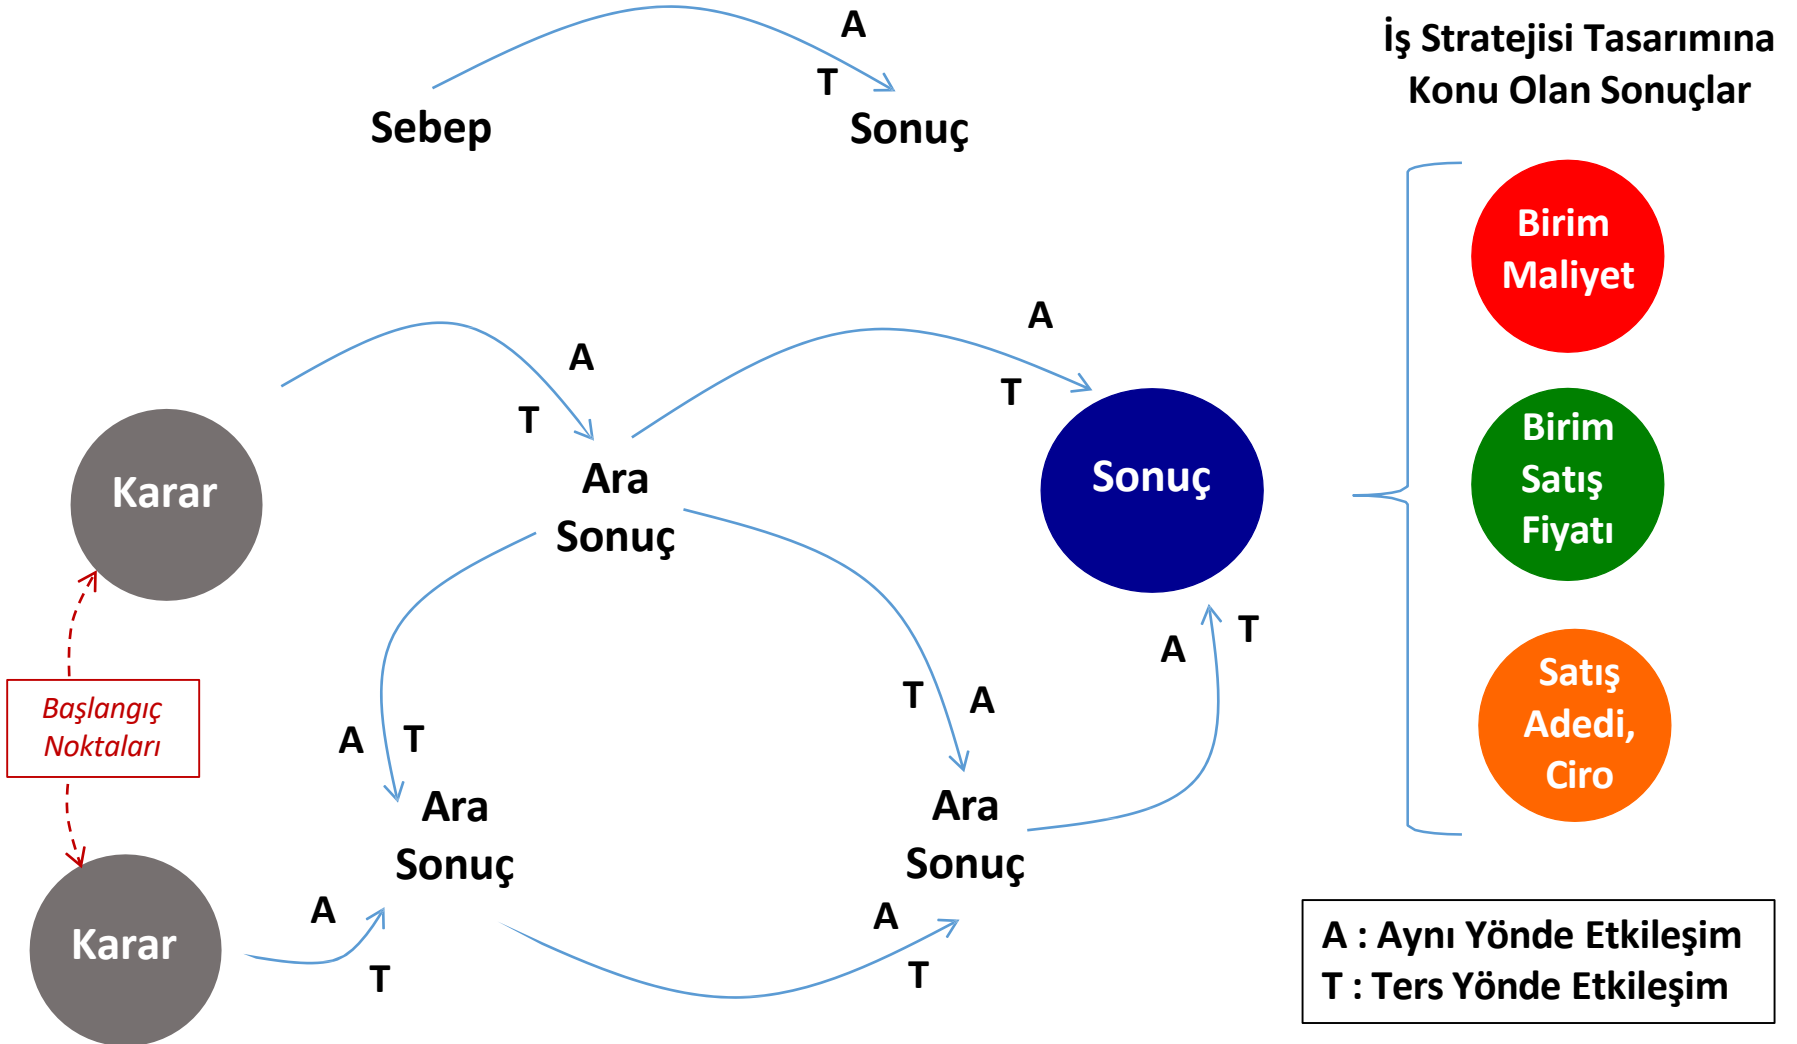 A
T
Sebep
Sonuç
İş Stratejisi Tasarımına
Konu Olan Sonuçlar
Birim
Maliyet
A
T
A
T
Karar
Ara
Sonuç
Sonuç
Birim
Satış
Fiyatı
Başlangıç
Noktaları
A
T
T
A
A
T
Satış
Adedi,
Ciro
Ara
Sonuç
Ara
Sonuç
Karar
A
T
A
T
A : Aynı Yönde Etkileşim
T : Ters Yönde Etkileşim